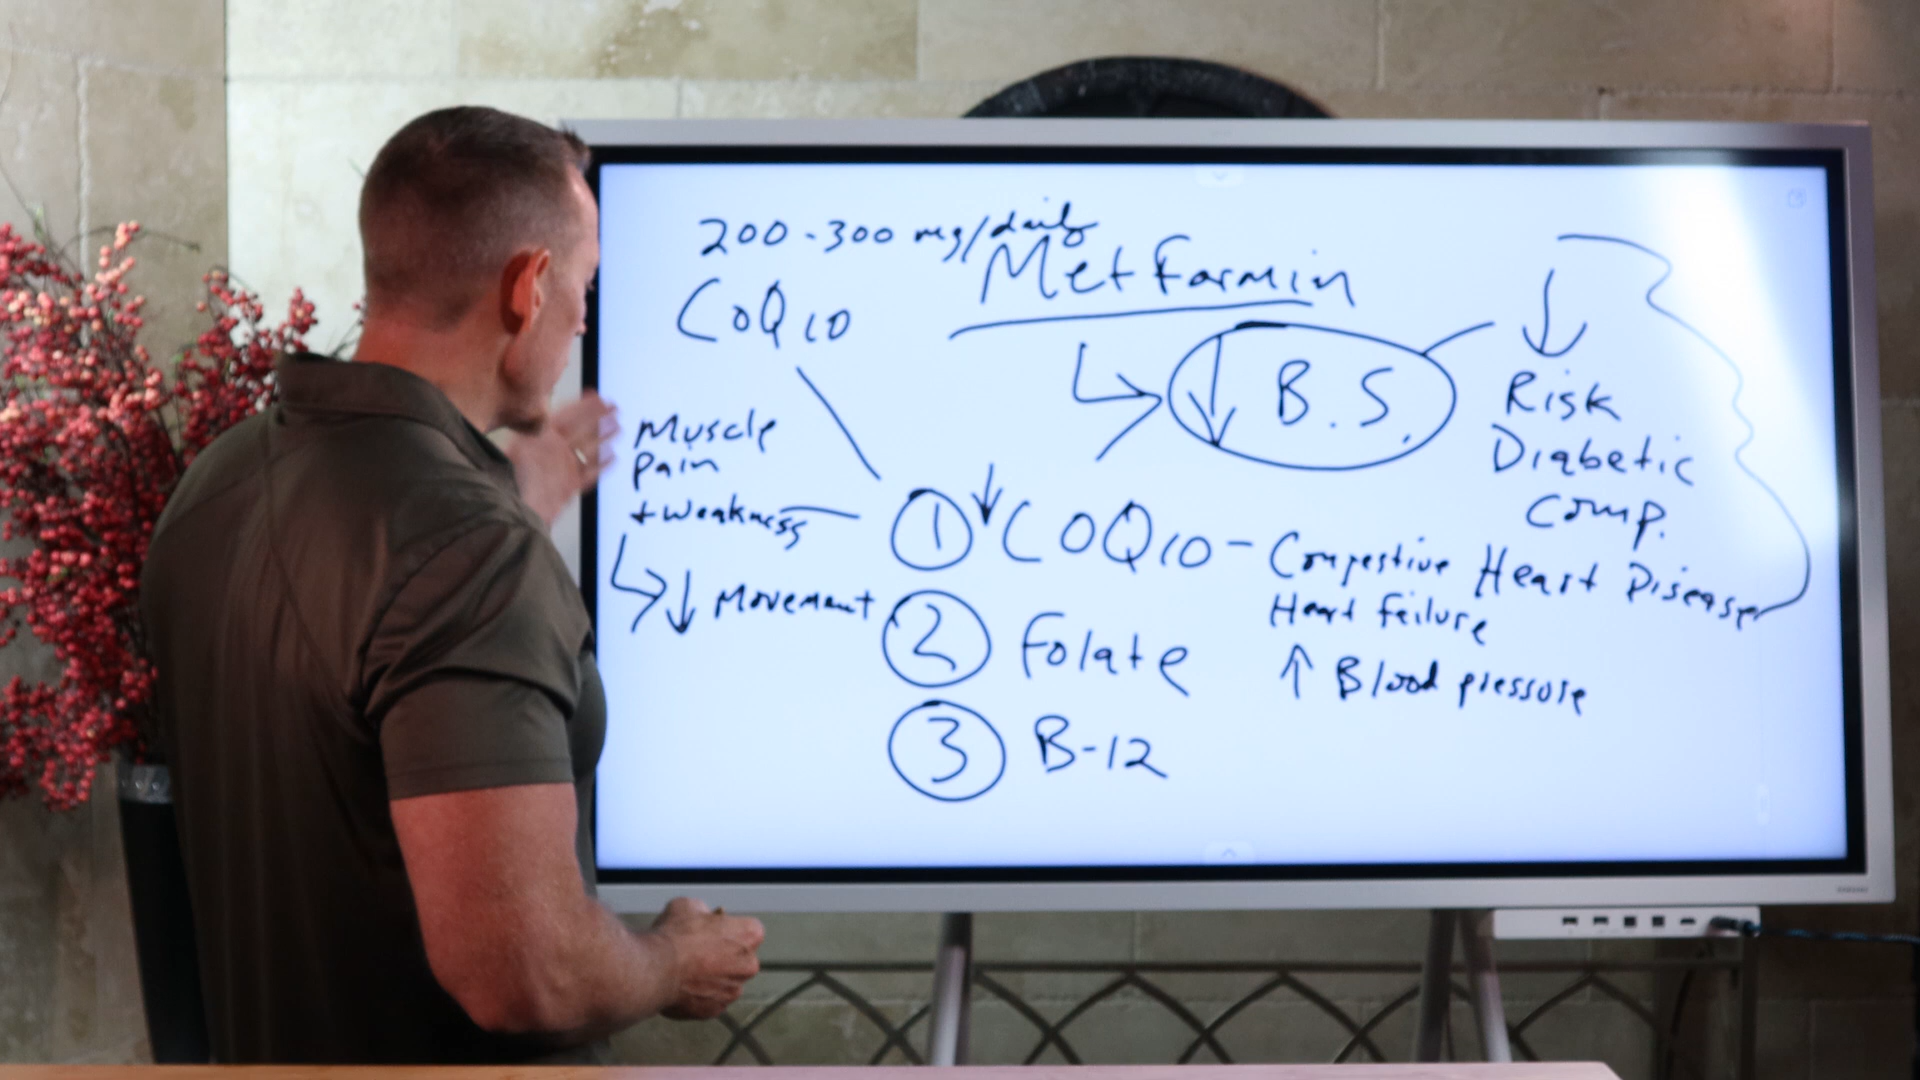 200-300 mg/daily
Metformin
CoQ10
↓ B.S.
↓
Risk
Diabetic
Comp.
Muscle
pain
+weakness
↓ Movement
1 ↓ COQ10 - Congestive Heart Disease
Heart failure
↑ Blood pressure
2 Folate
3 B-12
SAMSUNG